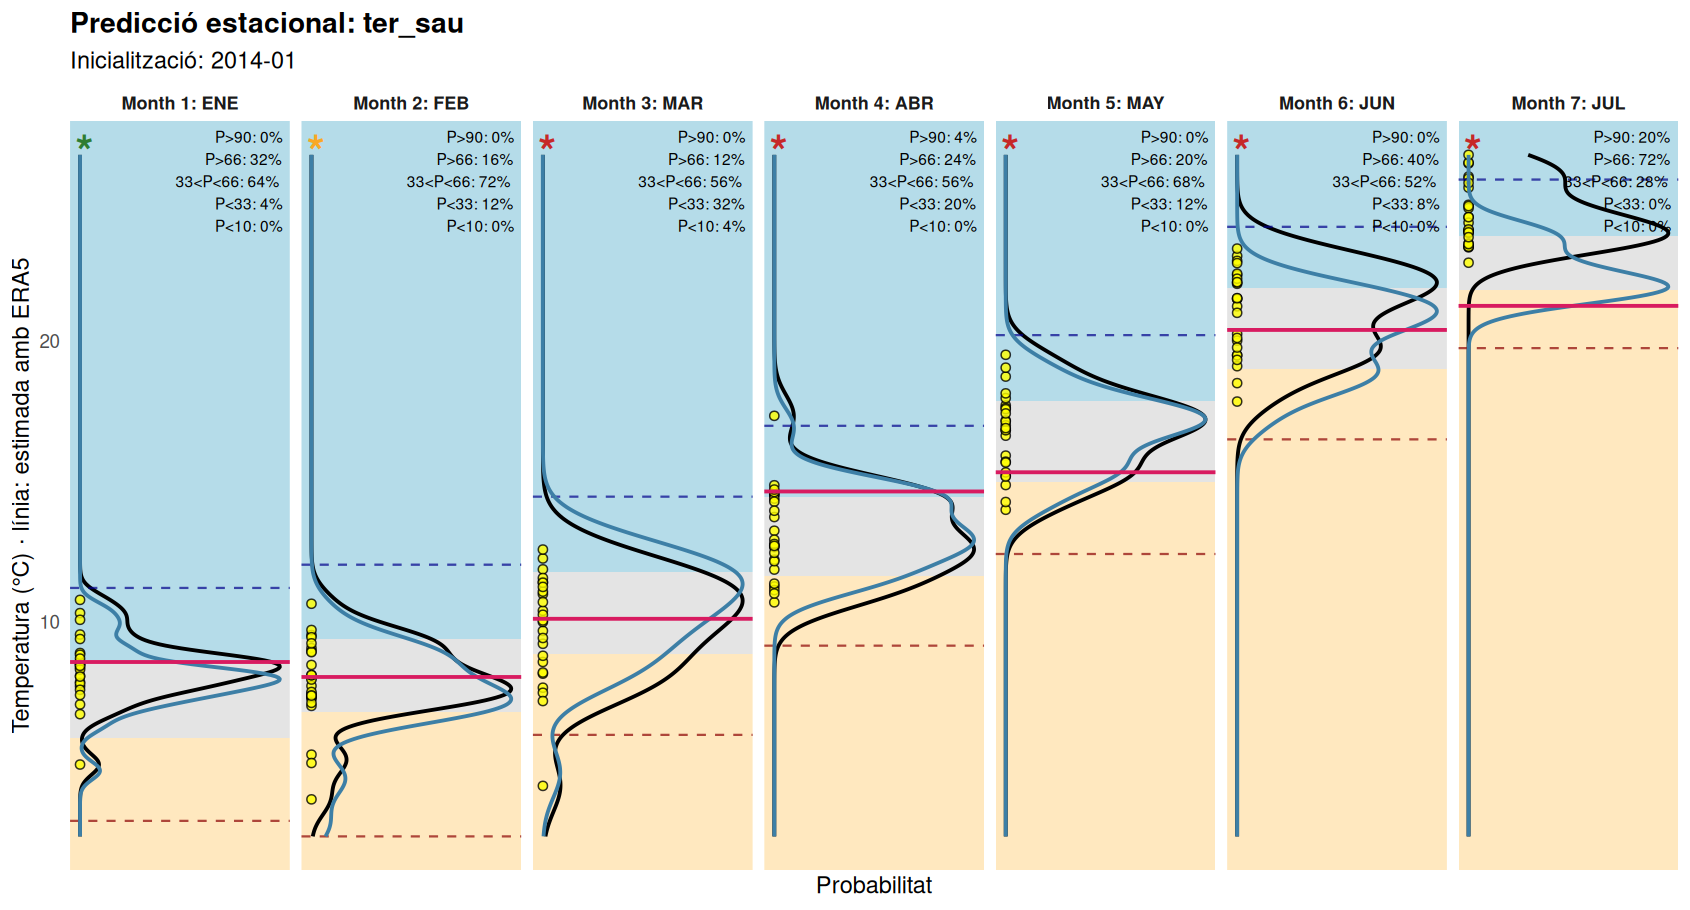 Predicció estacional: ter_sau
Inicialització: 2014-01
Month 1: ENE
Month 2: FEB
Month 3: MAR
Month 4: ABR
Month 5: MAY
Month 6: JUN
Month 7: JUL
*
P>90: 0%
P>66: 32%
33<P<66: 64%
P<33: 4%
P<10: 0%
*
P>90: 0%
P>66: 16%
33<P<66: 72%
P<33: 12%
P<10: 0%
*
P>90: 0%
P>66: 12%
33<P<66: 56%
P<33: 32%
P<10: 4%
*
P>90: 4%
P>66: 24%
33<P<66: 56%
P<33: 20%
P<10: 0%
*
P>90: 0%
P>66: 20%
33<P<66: 68%
P<33: 12%
P<10: 0%
*
P>90: 0%
P>66: 40%
33<P<66: 52%
P<33: 8%
P<10: 0%
*
P>90: 20%
P>66: 72%
33<P<66: 28%
P<33: 0%
P<10: 0%
20
10
Temperatura (°C) · línia: estimada amb ERA5
Probabilitat